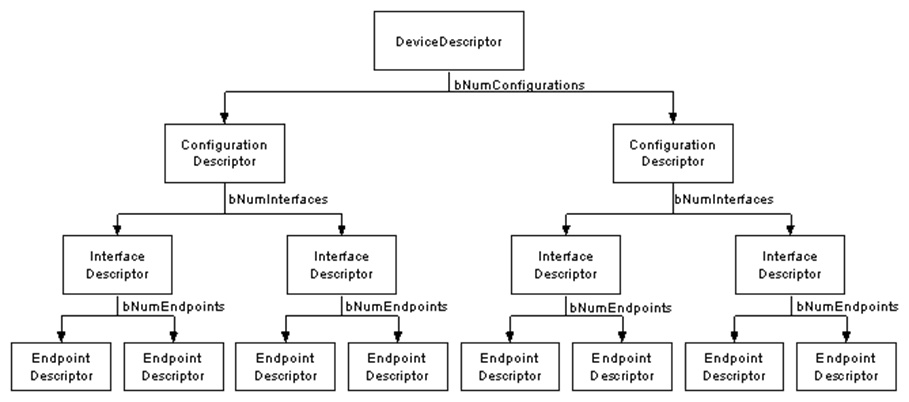 DeviceDescriptor
bNumConfigurations
Configuration
Descriptor
Configuration
Descriptor
bNumInterfaces
bNumInterfaces
Interface
Descriptor
Interface
Descriptor
Interface
Descriptor
Interface
Descriptor
bNumEndpoints
bNumEndpoints
bNumEndpoints
bNumEndpoints
Endpoint
Descriptor
Endpoint
Descriptor
Endpoint
Descriptor
Endpoint
Descriptor
Endpoint
Descriptor
Endpoint
Descriptor
Endpoint
Descriptor
Endpoint
Descriptor